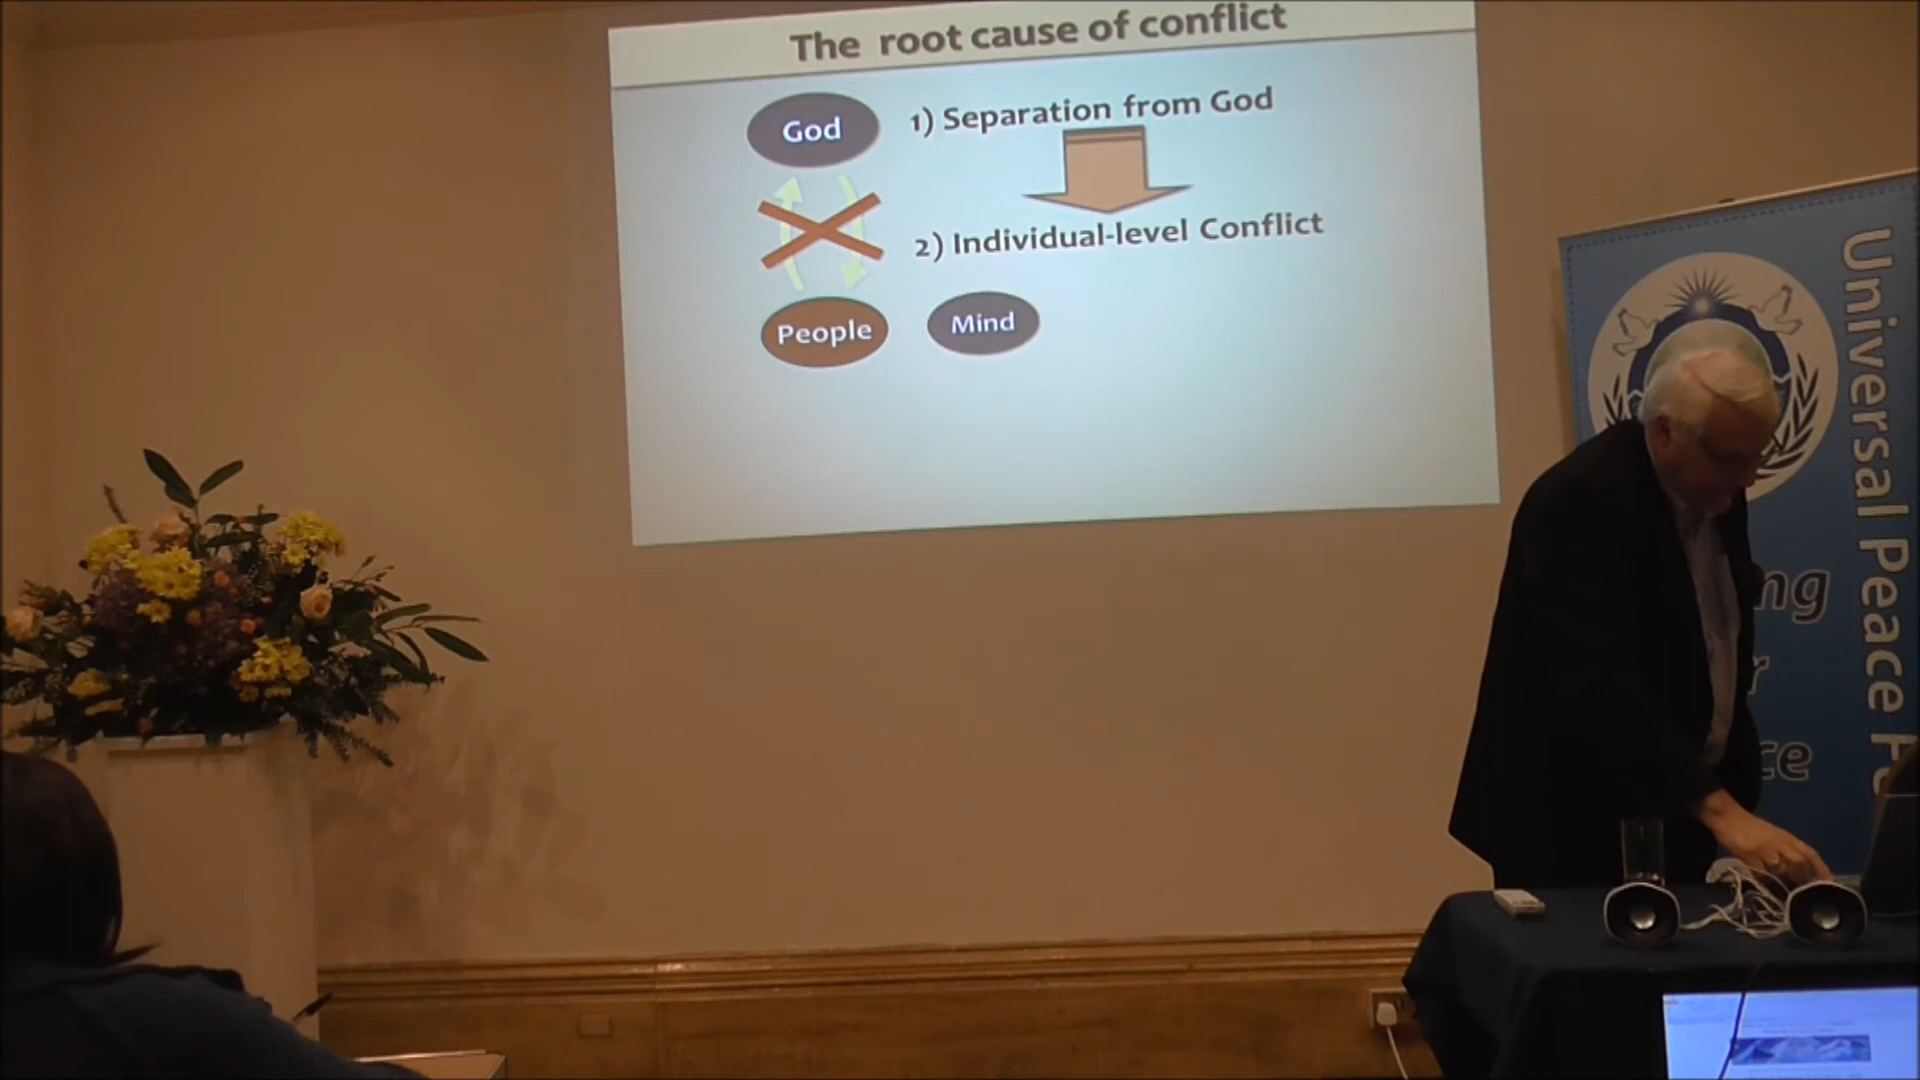 The root cause of conflict
God
1) Separation from God
2) Individual-level Conflict
People
Mind
Universal Peace F
ng
r
ce